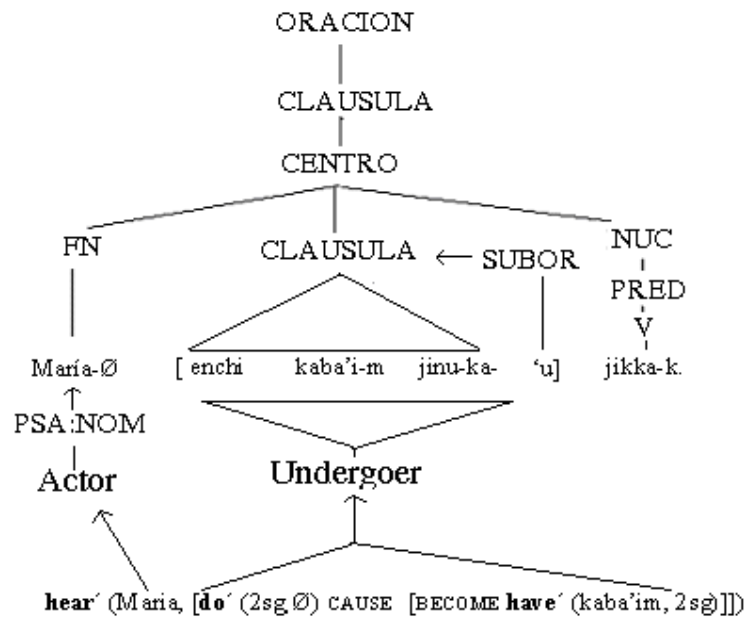 ORACION
CLAUSULA
CENTRO
FN CLAUSULA SUBOR NUC
PRED
V
María-Ø [ enchi kaba'i-m jinu-ka- 'u] jikka-k.
PSA:NOM
Actor Undergoer
hear´ (Maria, [do´ (2sg,Ø) CAUSE [BECOME have´ (kaba'im, 2sg)]])